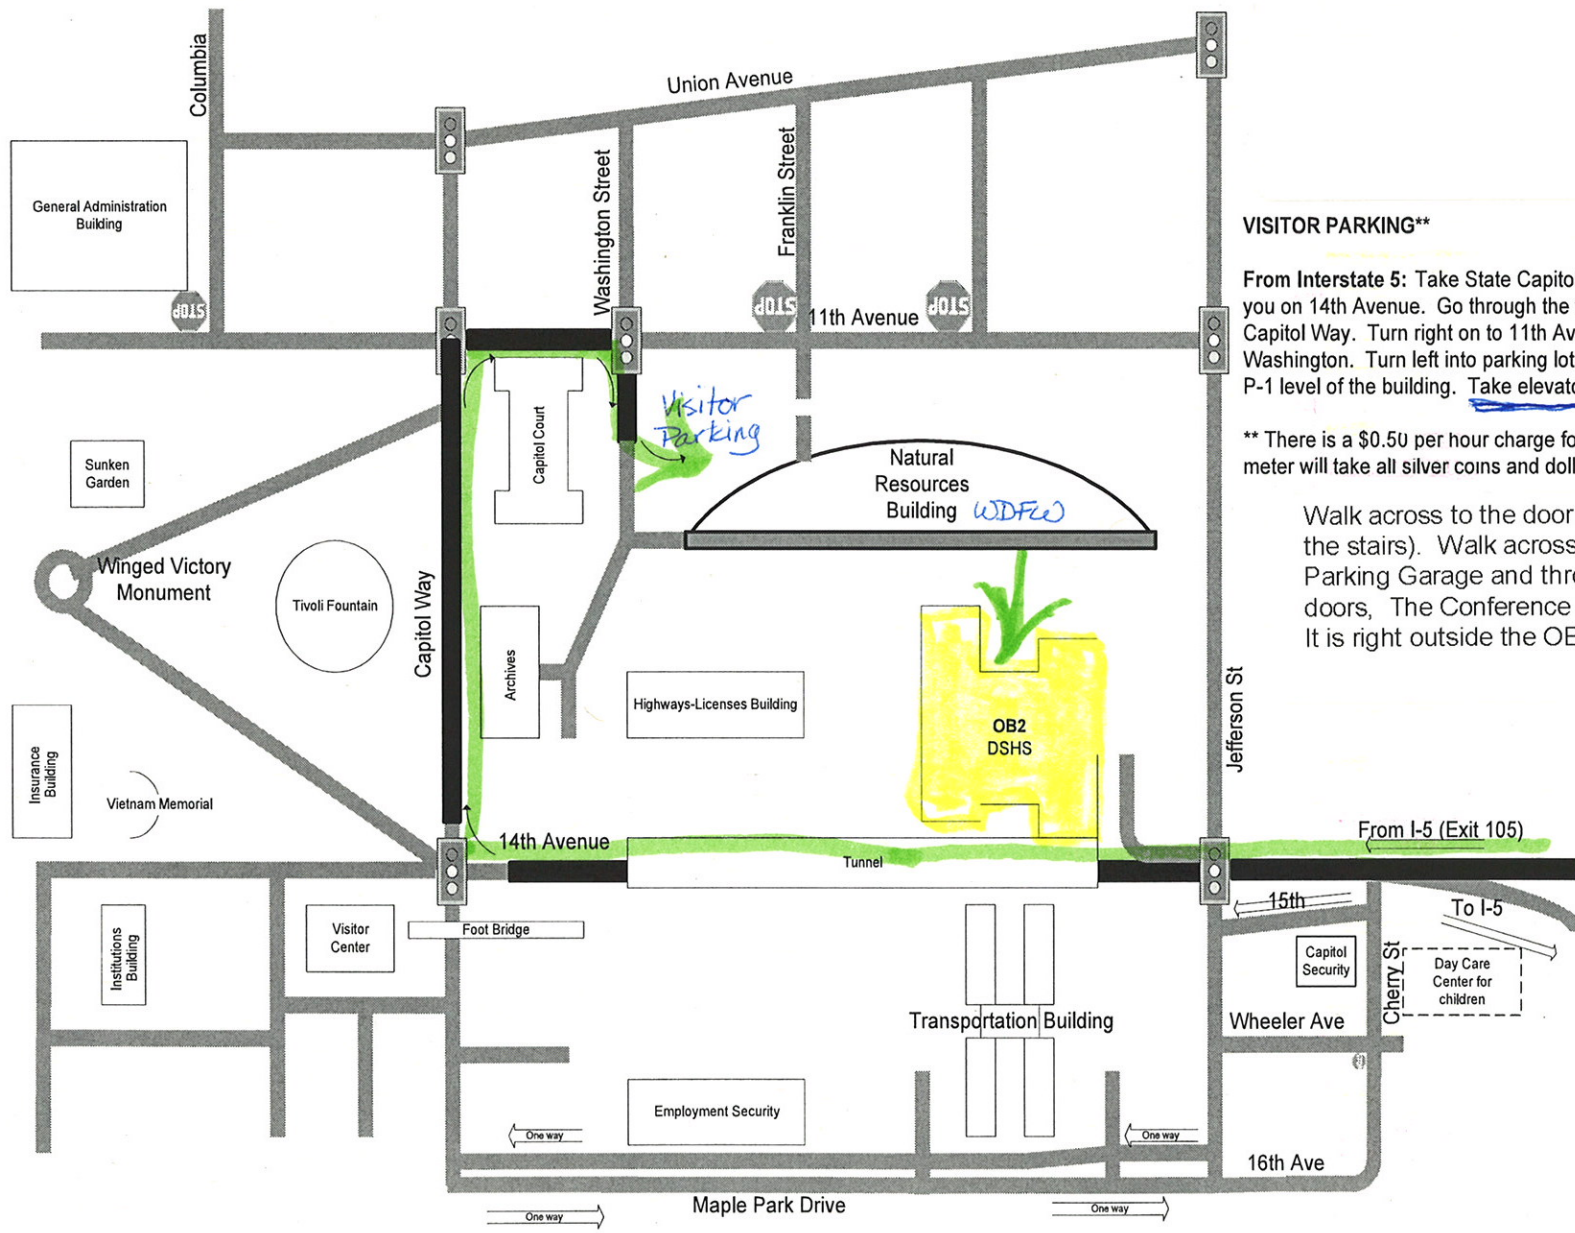 Columbia
Union Avenue
General Administration
Building
STOP
Washington Street
Franklin Street
STOP
STOP
11th Avenue
VISITOR PARKING**
From Interstate 5: Take State Capito
you on 14th Avenue. Go through the
Capitol Way. Turn right on to 11th Av
Washington. Turn left into parking lot
P-1 level of the building. Take elevato
** There is a $0.50 per hour charge fo
meter will take all silver coins and doll
Walk across to the door
the stairs). Walk across
Parking Garage and thro
doors, The Conference
It is right outside the OB
Visitor
Parking
Capitol Court
Natural
Resources
Building WDFW
Sunken
Garden
Winged Victory
Monument
Tivoli Fountain
Capitol Way
Archives
Highways-Licenses Building
OB2
DSHS
Jefferson St
Insurance
Building
Vietnam Memorial
14th Avenue
Tunnel
From I-5 (Exit 105)
15th
To I-5
Institutions
Building
Visitor
Center
Foot Bridge
Capitol
Security
Cherry St
Day Care
Center for
children
Transportation Building
Wheeler Ave
Employment Security
One way
One way
16th Ave
Maple Park Drive
One way
One way